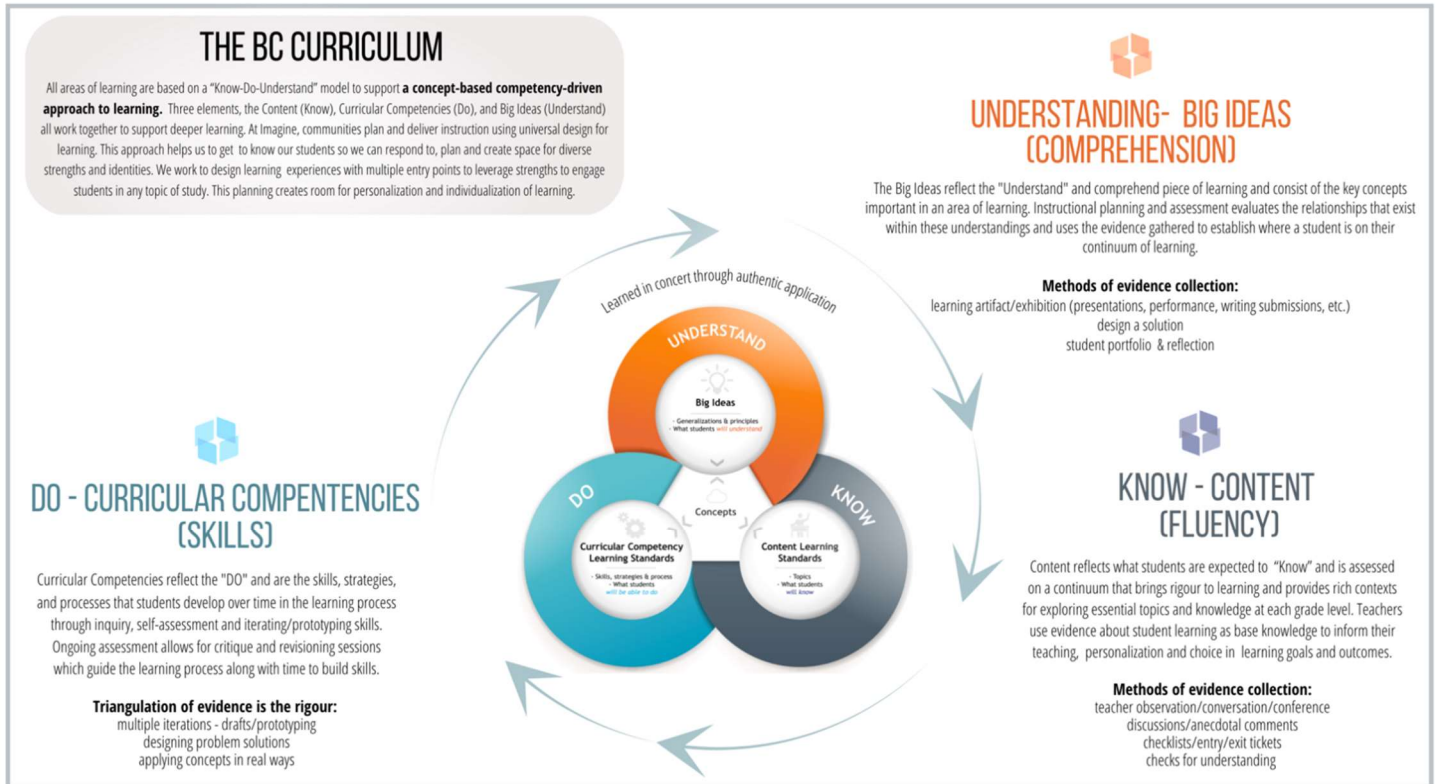 THE BC CURRICULUM
All areas of learning are based on a "Know-Do-Understand" model to support a concept-based competency-driven
approach to learning. Three elements, the Content (Know), Curricular Competencies (Do), and Big Ideas (Understand)
all work together to support deeper learning. At Imagine, communities plan and deliver instruction using universal design for
learning. This approach helps us to get to know our students so we can respond to, plan and create space for diverse
strengths and identities. We work to design learning experiences with multiple entry points to leverage strengths to engage
students in any topic of study. This planning creates room for personalization and individualization of learning.
UNDERSTANDING- BIG IDEAS
(COMPREHENSION)
The Big Ideas reflect the "Understand" and comprehend piece of learning and consist of the key concepts
important in an area of learning. Instructional planning and assessment evaluates the relationships that exist
within these understandings and uses the evidence gathered to establish where a student is on their
continuum of learning.
Methods of evidence collection:
learning artifact/exhibition (presentations, performance, writing submissions, etc.)
design a solution
student portfolio & reflection
Learned in concert through authentic application
UNDERSTAND
Big Ideas
- Generalizations & principles
- What students will understand
DO
Curricular Competency
Learning Standards
- Skills, strategies & process
- What students
will be able to do
Concepts
KNOW
Content Learning
Standards
- Topics
- What students
will know
DO - CURRICULAR COMPENTENCIES
(SKILLS)
Curricular Competencies reflect the "DO" and are the skills, strategies,
and processes that students develop over time in the learning process
through inquiry, self-assessment and iterating/prototyping skills.
Ongoing assessment allows for critique and revisioning sessions
which guide the learning process along with time to build skills.
Triangulation of evidence is the rigour:
multiple iterations - drafts/prototyping
designing problem solutions
applying concepts in real ways
KNOW - CONTENT
(FLUENCY)
Content reflects what students are expected to "Know" and is assessed
on a continuum that brings rigour to learning and provides rich contexts
for exploring essential topics and knowledge at each grade level. Teachers
use evidence about student learning as base knowledge to inform their
teaching, personalization and choice in learning goals and outcomes.
Methods of evidence collection:
teacher observation/conversation/conference
discussions/anecdotal comments
checklists/entry/exit tickets
checks for understanding